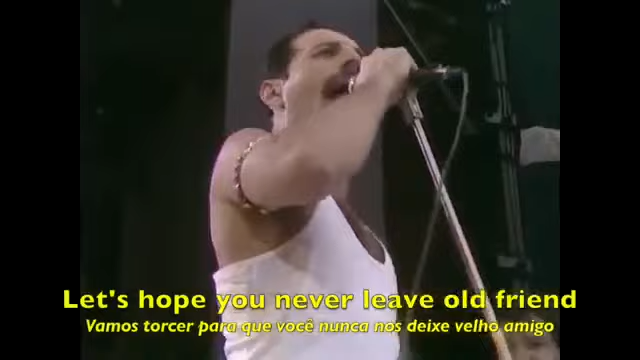 Let's hope you never leave old friend
Vamos torcer para que você nunca nos deixe velho amigo